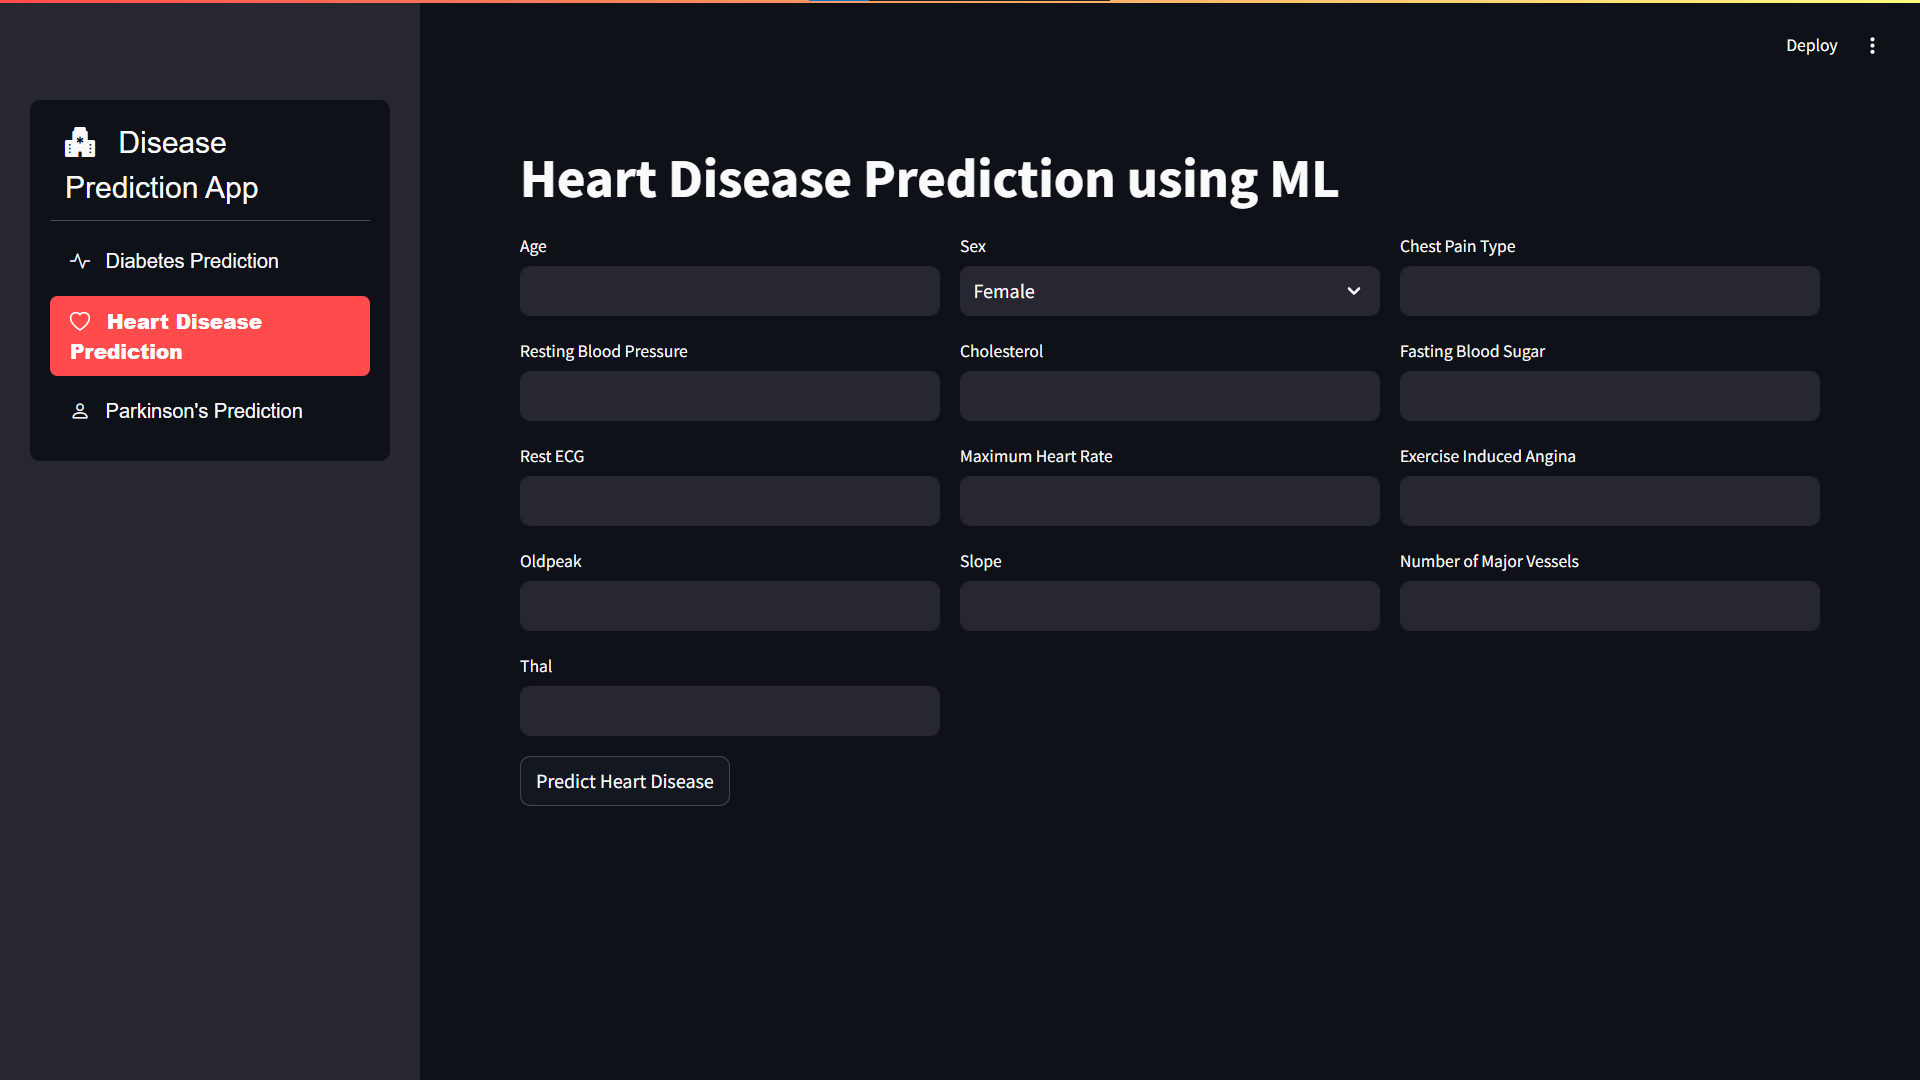 Deploy
Disease
Prediction App
Diabetes Prediction
Heart Disease
Prediction
Parkinson's Prediction
Heart Disease Prediction using ML
Age
Sex
Chest Pain Type
Female
Resting Blood Pressure
Cholesterol
Fasting Blood Sugar
Rest ECG
Maximum Heart Rate
Exercise Induced Angina
Oldpeak
Slope
Number of Major Vessels
Thal
Predict Heart Disease